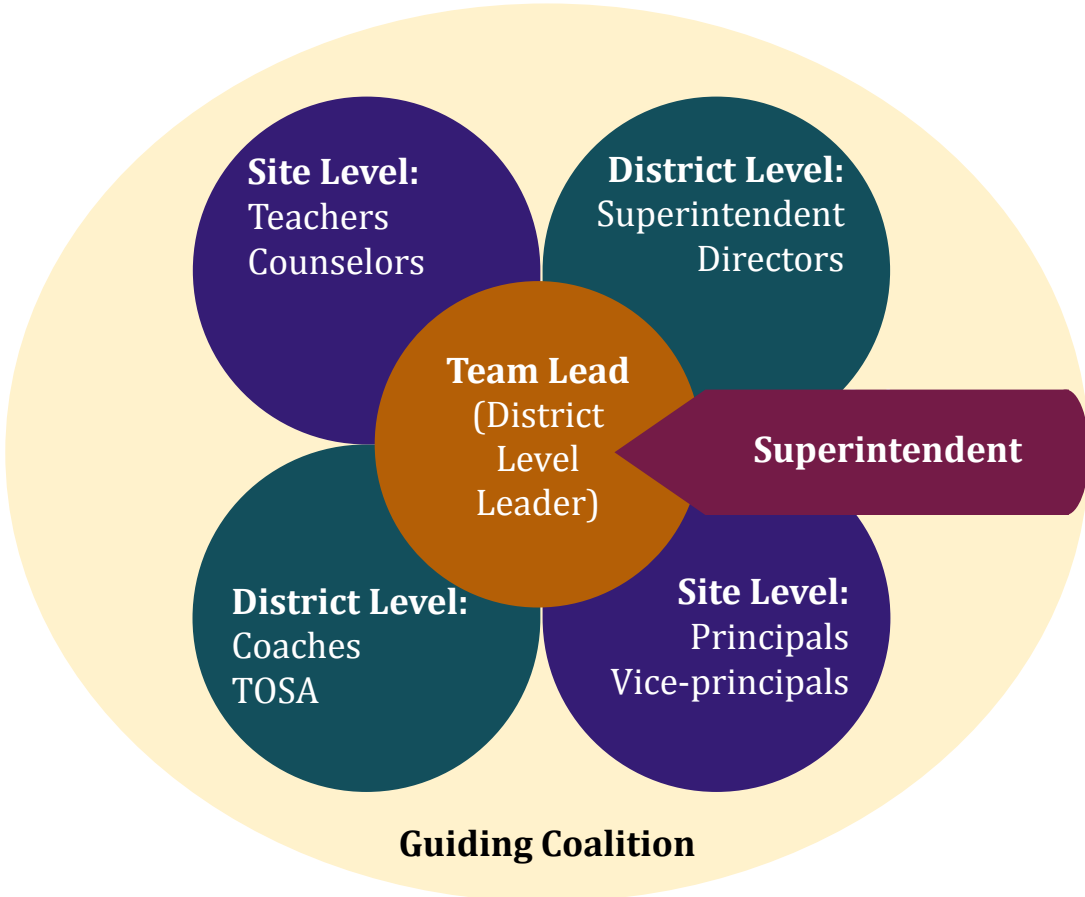 Site Level:
Teachers
Counselors
District Level:
Superintendent
Directors
Team Lead
(District
Level
Leader)
Superintendent
District Level:
Coaches
TOSA
Site Level:
Principals
Vice-principals
Guiding Coalition